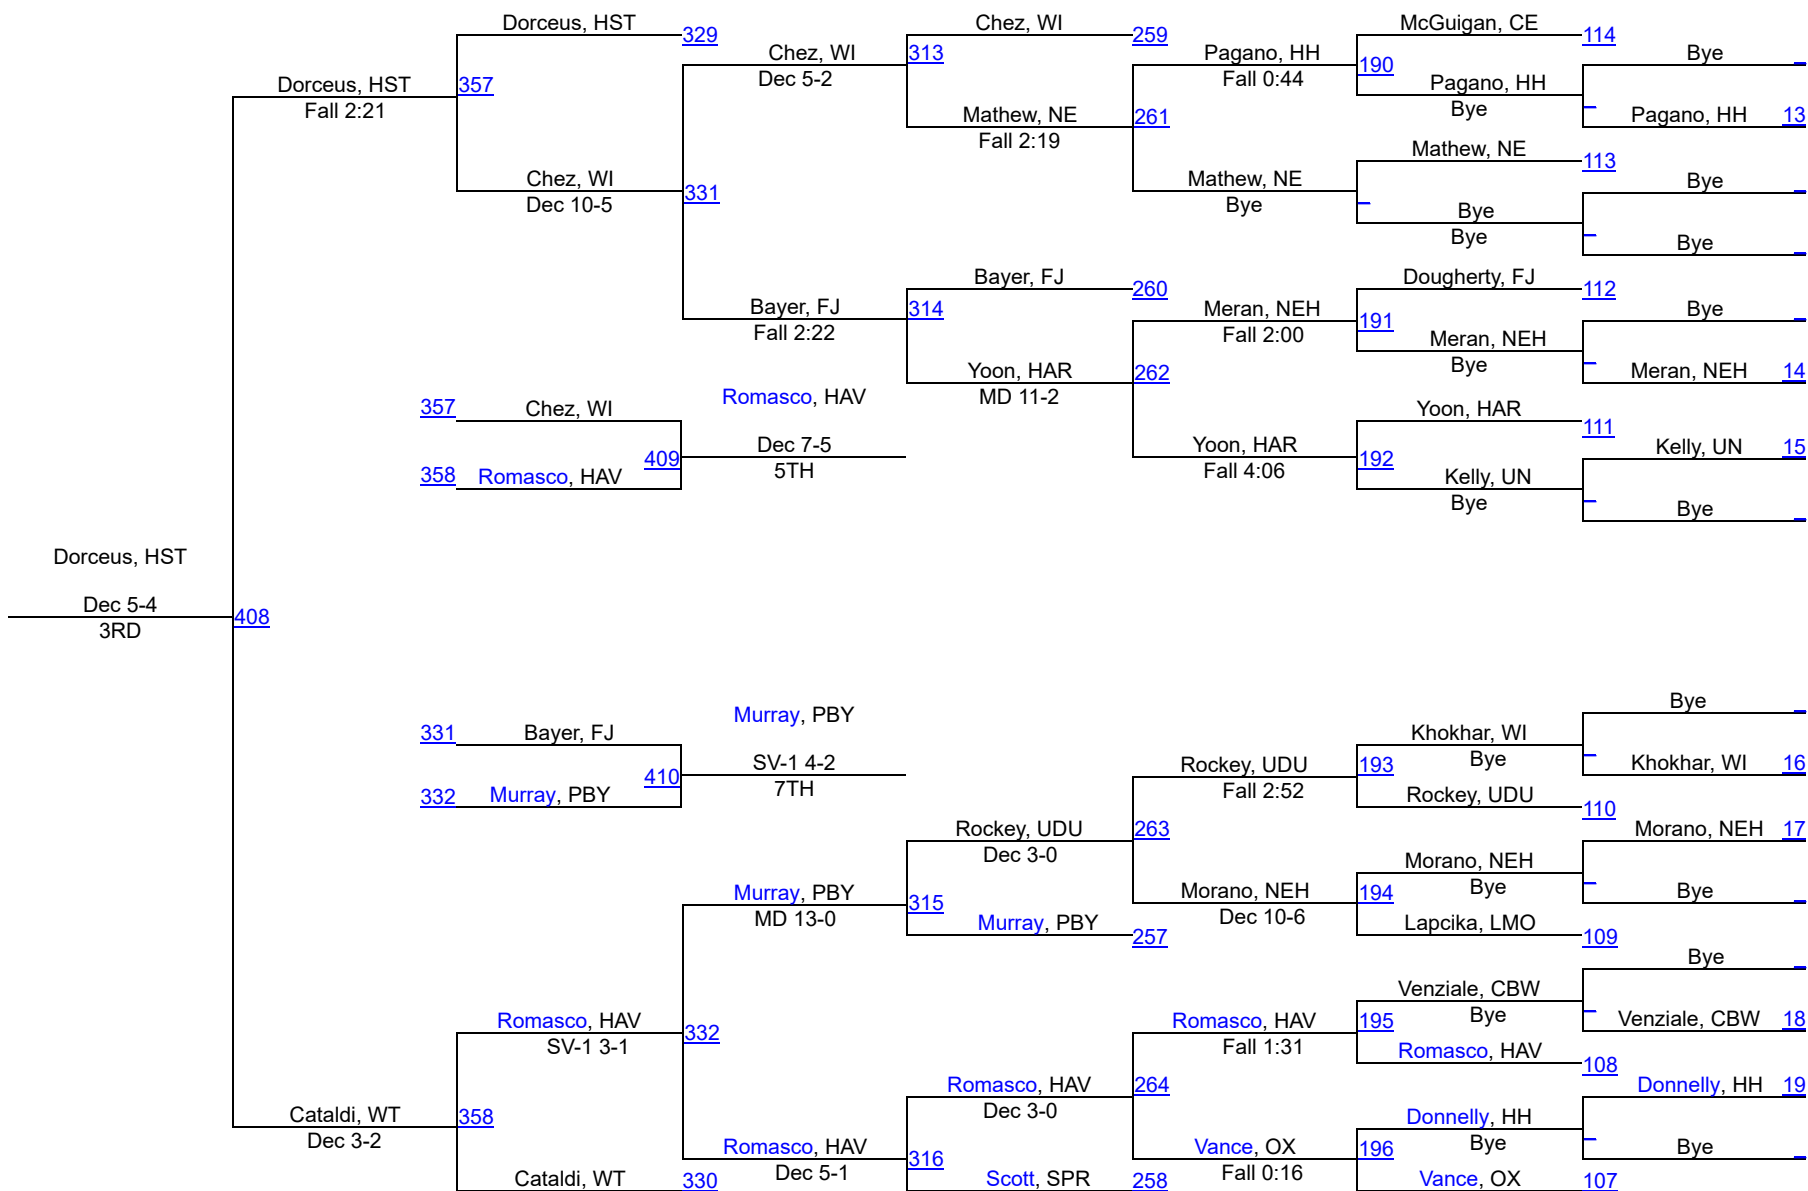 Dorceus, HST
329
Chez, WI
259
McGuigan, CE
114
Bye
Chez, WI
313
Dec 5-2
Pagano, HH
Fall 0:44
190
Pagano, HH
Bye
Pagano, HH 13
Dorceus, HST
357
Fall 2:21
Mathew, NE
261
Fall 2:19
Mathew, NE
113
Bye
Chez, WI
331
Dec 10-5
Mathew, NE
Bye
Bye
Bye
Bye
Bayer, FJ
260
Dougherty, FJ
112
Bye
Bayer, FJ
314
Fall 2:22
Meran, NEH
Fall 2:00
191
Meran, NEH
Bye
Meran, NEH 14
Yoon, HAR
262
MD 11-2
357 Chez, WI
Romasco, HAV
Yoon, HAR
111
409
Dec 7-5
5TH
Yoon, HAR
Fall 4:06
192
Kelly, UN 15
358 Romasco, HAV
Kelly, UN
Bye
Bye
Dorceus, HST
Dec 5-4
3RD
408
Bye
331 Bayer, FJ
Murray, PBY
Khokhar, WI
Bye
410
SV-1 4-2
7TH
Rockey, UDU
Fall 2:52
193
Khokhar, WI 16
332 Murray, PBY
Rockey, UDU
110
Rockey, UDU
263
Dec 3-0
Morano, NEH 17
Murray, PBY
315
MD 13-0
Morano, NEH
Dec 10-6
194
Morano, NEH
Bye
Bye
Murray, PBY
257
Lapcika, LMO
109
Bye
Romasco, HAV
332
SV-1 3-1
Romasco, HAV
Fall 1:31
195
Venziale, CBW
Bye
Venziale, CBW 18
Romasco, HAV
108
Romasco, HAV
264
Dec 3-0
Donnelly, HH 19
Cataldi, WT
358
Dec 3-2
Romasco, HAV
316
Dec 5-1
Vance, OX
Fall 0:16
196
Donnelly, HH
Bye
Bye
Cataldi, WT
330
Scott, SPR
258
Vance, OX
107